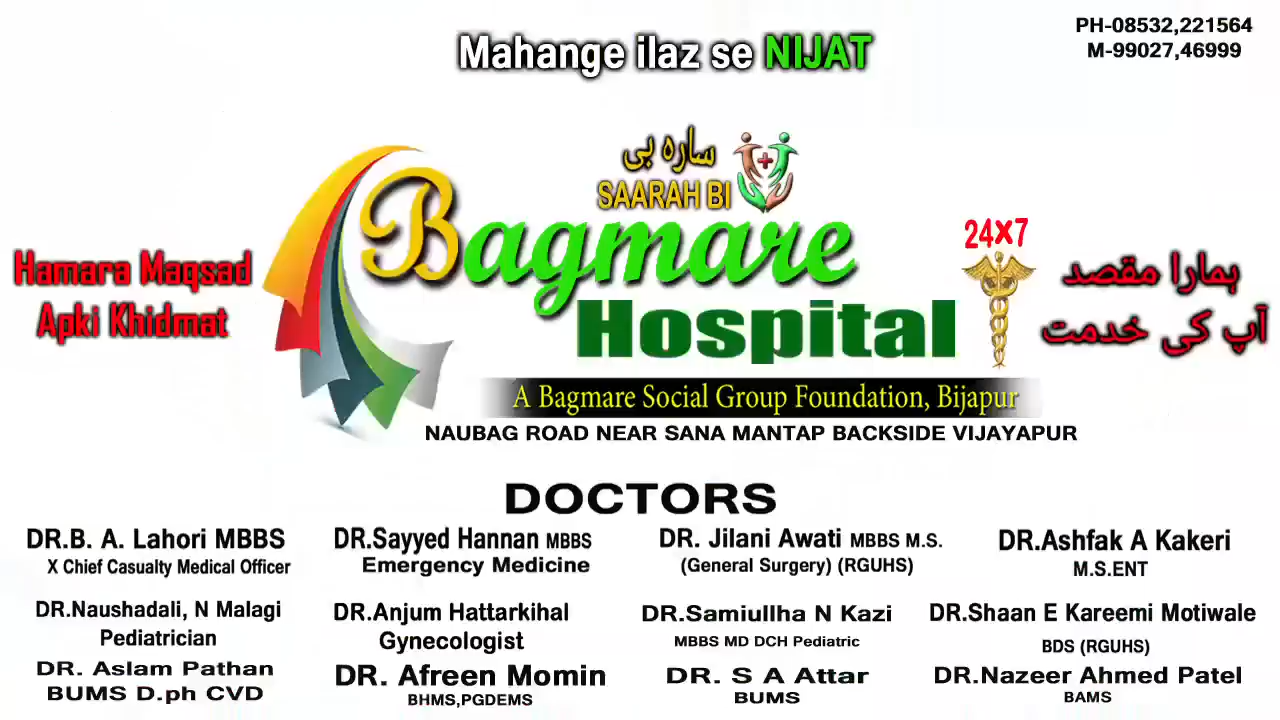 Mahange ilaz se NIJAT
PH-08532,221564
M-99027,46999
سارہ بی
SAARAH BI
Bagmare
Hospital
24x7
Hamara Maqsad
Apki Khidmat
ہمارا مقصد
آپ کی خدمت
A Bagmare Social Group Foundation, Bijapur
NAUBAG ROAD NEAR SANA MANTAP BACKSIDE VIJAYAPUR
DOCTORS
DR.B. A. Lahori MBBS
X Chief Casualty Medical Officer
DR.Sayyed Hannan MBBS
Emergency Medicine
DR. Jilani Awati MBBS M.S.
(General Surgery) (RGUHS)
DR.Ashfak A Kakeri
M.S.ENT
DR.Naushadali, N Malagi
Pediatrician
DR.Anjum Hattarkihal
Gynecologist
DR.Samiullha N Kazi
MBBS MD DCH Pediatric
DR.Shaan E Kareemi Motiwale
BDS (RGUHS)
DR. Aslam Pathan
BUMS D.ph CVD
DR. Afreen Momin
BHMS,PGDEMS
DR. S A Attar
BUMS
DR.Nazeer Ahmed Patel
BAMS